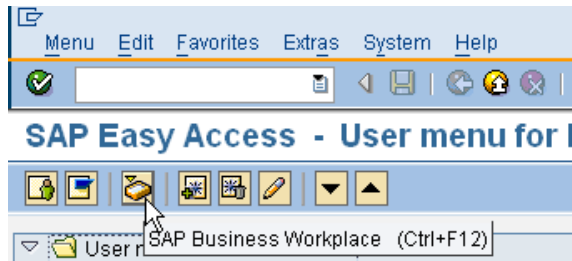 Menu Edit Favorites Extras System Help
SAP Easy Access - User menu for
SAP Business Workplace (Ctrl+F12)
User